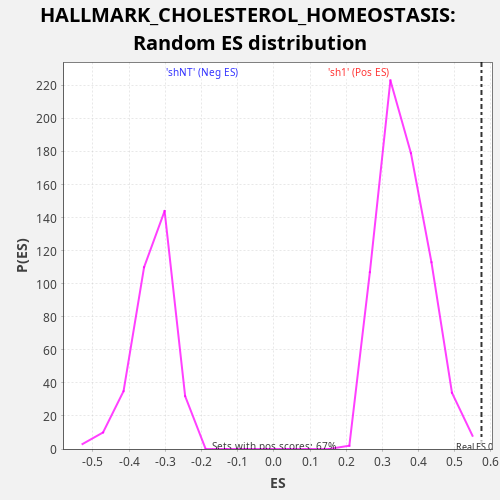 HALLMARK_CHOLESTEROL_HOMEOSTASIS:
Random ES distribution
'shNT' (Neg ES) 'sh1' (Pos ES)
220
200
180
160
140
120
100
80
60
40
20
0
P(ES)
Sets with pos scores: 67%
Real ES 0
-0.5 -0.4 -0.3 -0.2 -0.1 0.0 0.1 0.2 0.3 0.4 0.5 0.6
ES